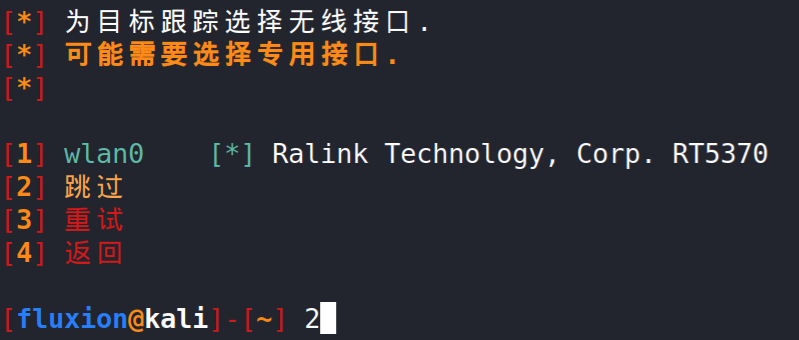 [*] 为目标跟踪选择无线接口.
[*] 可能需要选择专用接口.
[*]
[1] wlan0 [*] Ralink Technology, Corp. RT5370
[2] 跳过
[3] 重试
[4] 返回
[fluxion@kali]-[~] 2